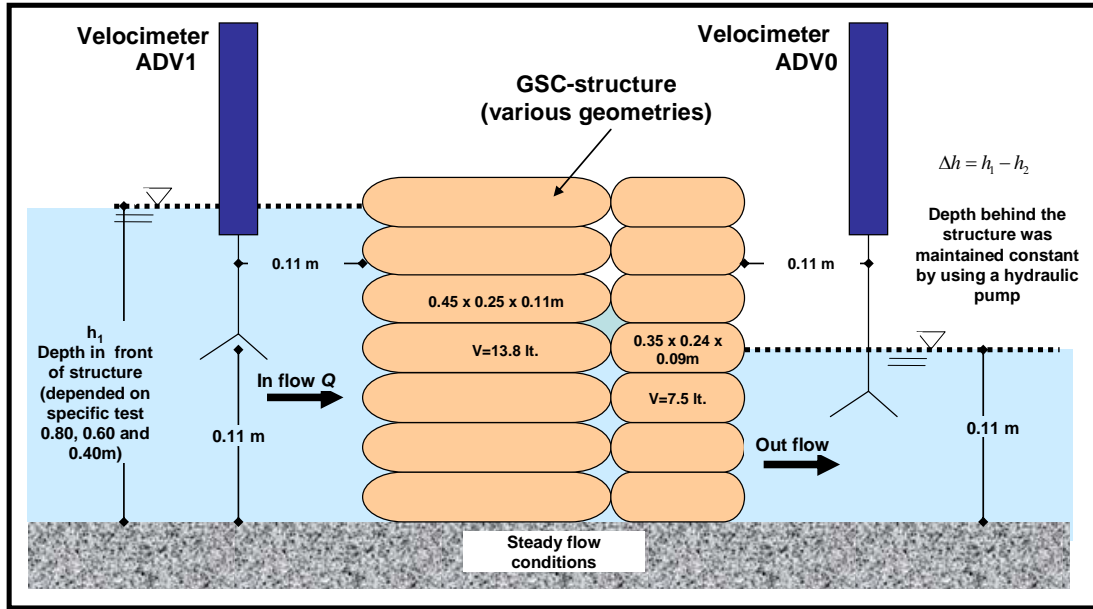 Velocimeter
ADV1
Velocimeter
ADV0
GSC-structure
(various geometries)
Δh = h₁ − h₂
Depth behind the
structure was
maintained constant
by using a hydraulic
pump
0.11 m
0.11 m
0.45 x 0.25 x 0.11m
h₁
Depth in front
of structure
(depended on
specific test
0.80, 0.60 and
0.40m)
V=13.8 lt.
0.35 x 0.24 x
0.09m
In flow Q
V=7.5 lt.
0.11 m
0.11 m
Out flow
Steady flow
conditions